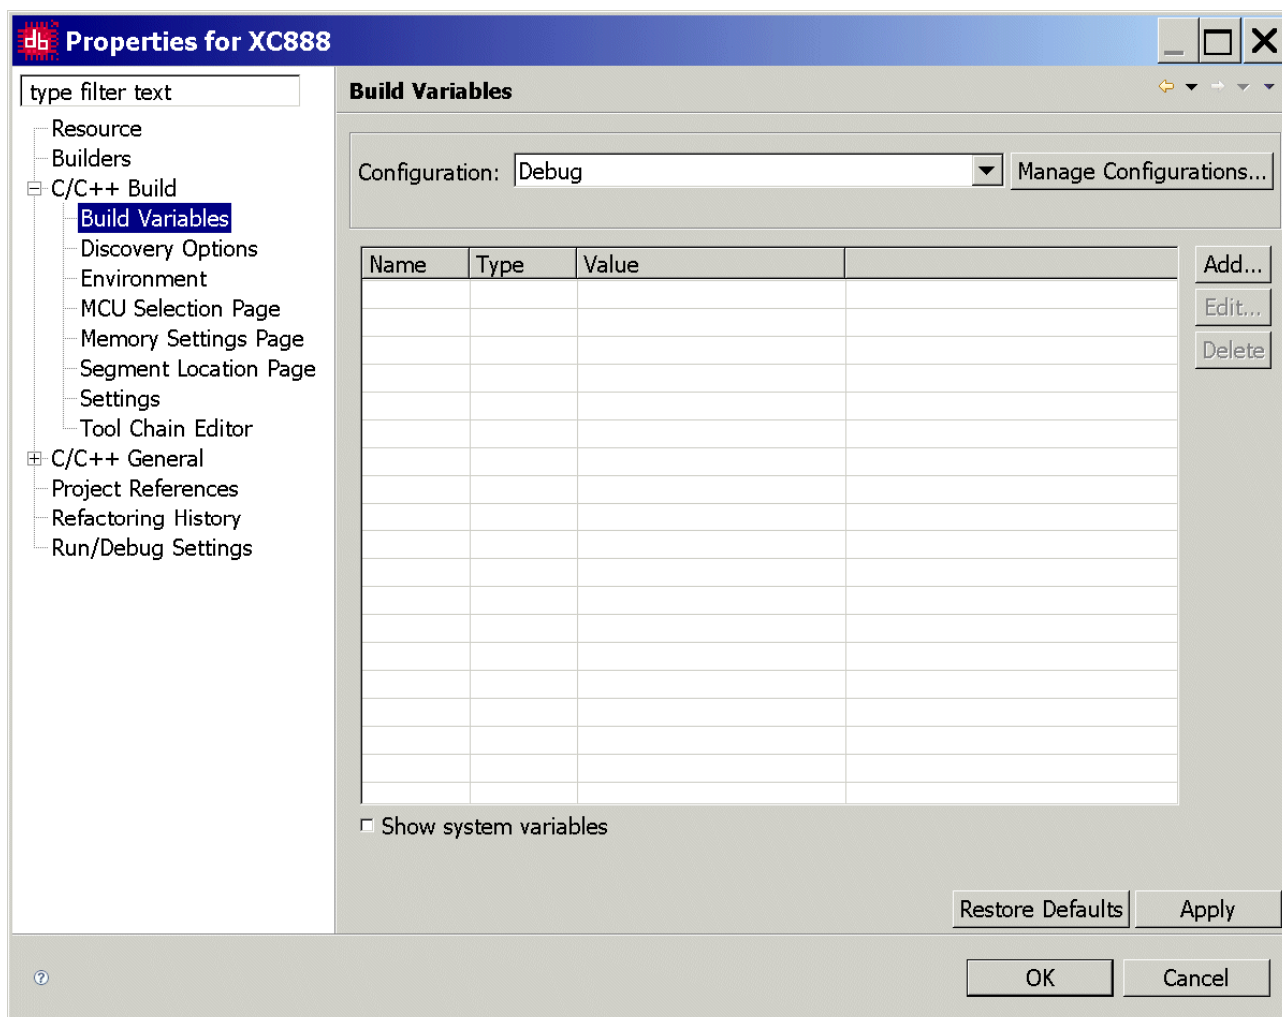 db Properties for XC888
type filter text
Resource
Builders
C/C++ Build
Build Variables
Discovery Options
Environment
MCU Selection Page
Memory Settings Page
Segment Location Page
Settings
Tool Chain Editor
C/C++ General
Project References
Refactoring History
Run/Debug Settings
Build Variables
Configuration: Debug Manage Configurations...
Name Type Value
Add...
Edit...
Delete
Show system variables
Restore Defaults Apply
? OK Cancel